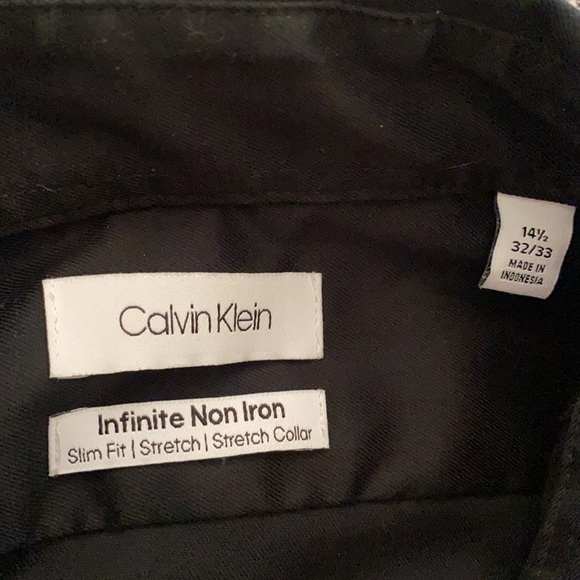 Calvin Klein
Infinite Non Iron
Slim Fit | Stretch | Stretch Collar
14½
32/33
MADE IN
INDONESIA